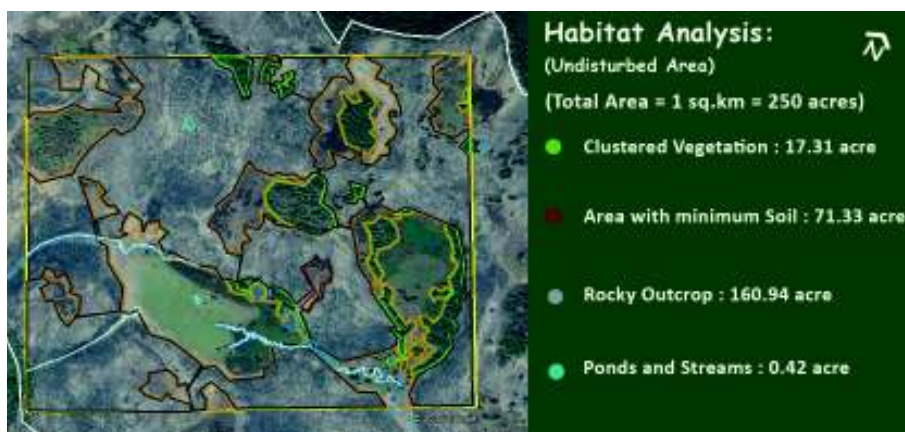 Habitat Analysis:
(Undisturbed Area)
(Total Area = 1 sq.km = 250 acres)
Clustered Vegetation : 17.31 acre
Area with minimum Soil : 71.33 acre
Rocky Outcrop : 160.94 acre
Ponds and Streams : 0.42 acre